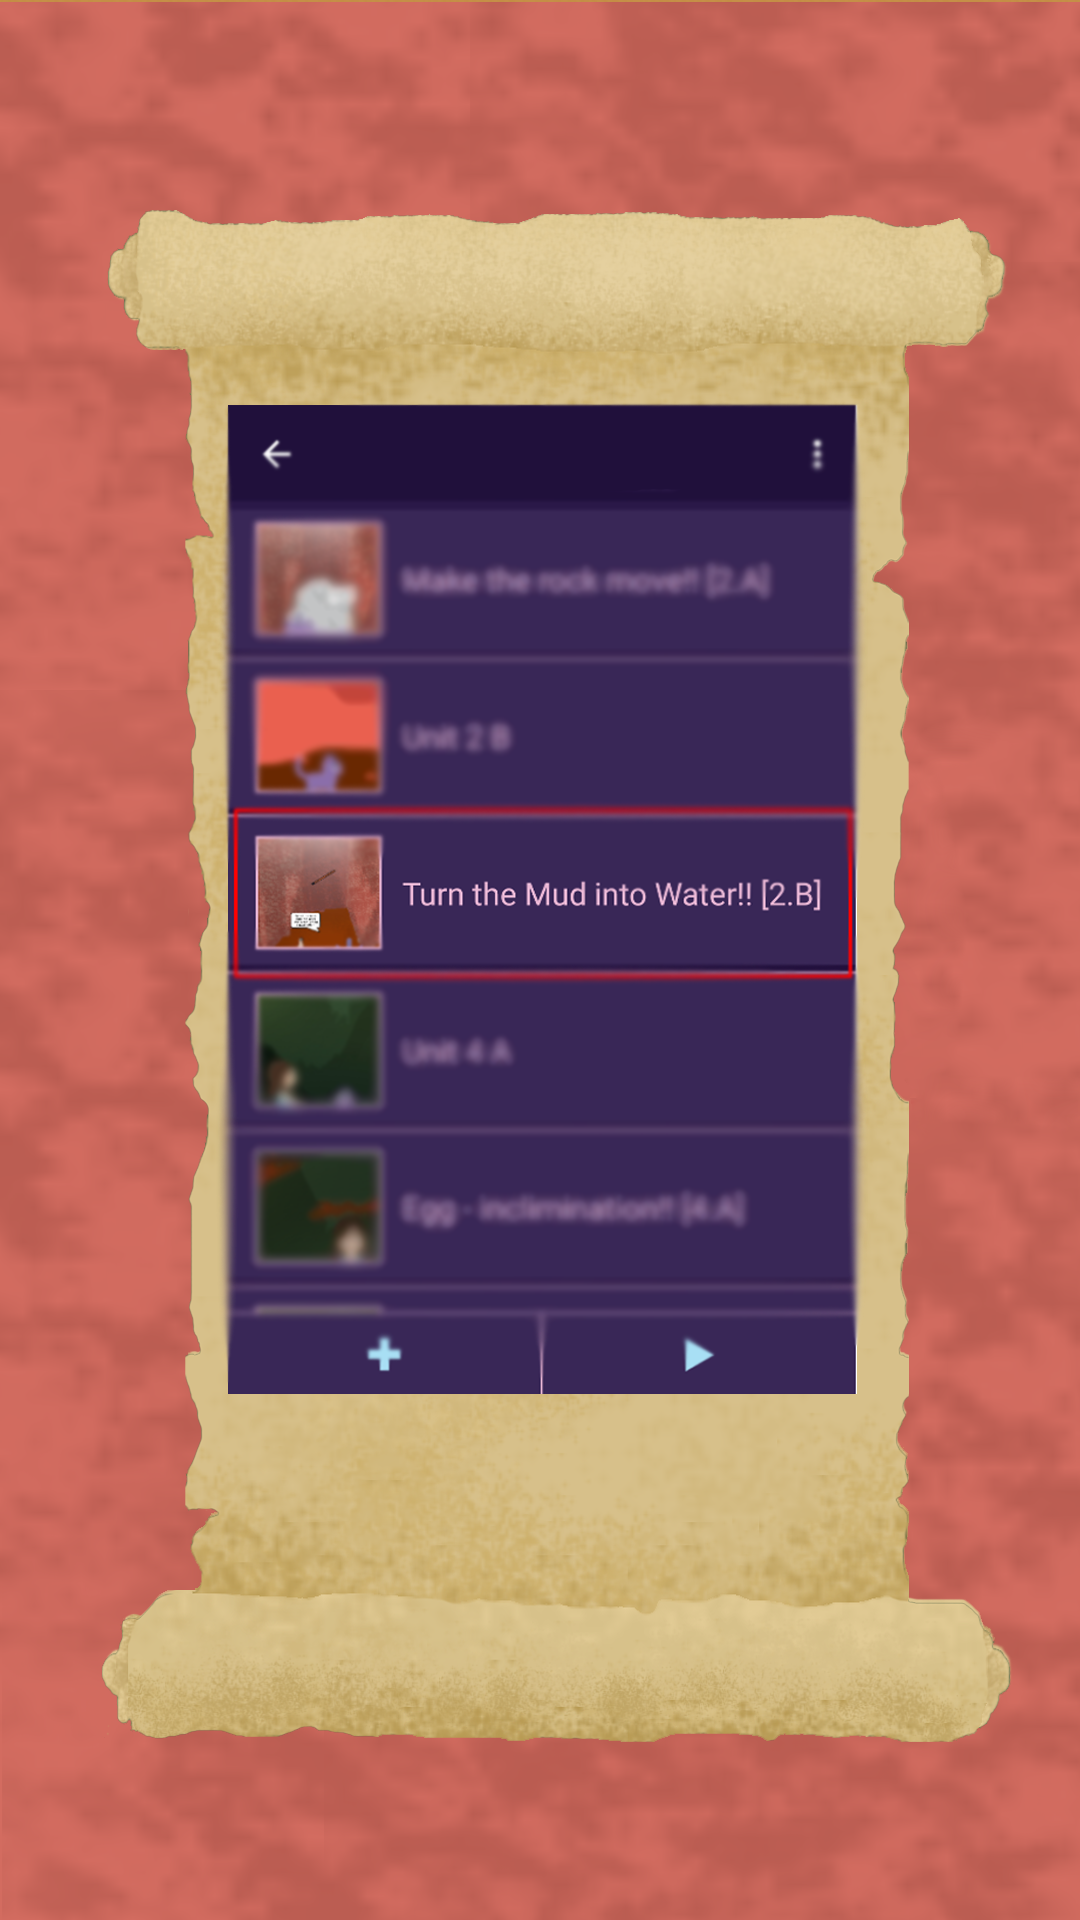 Make the rock move!! [2.A]
Unit 2 B
Turn the Mud into Water!! [2.B]
Unit 4 A
Egg - inclimination!! [4.A]